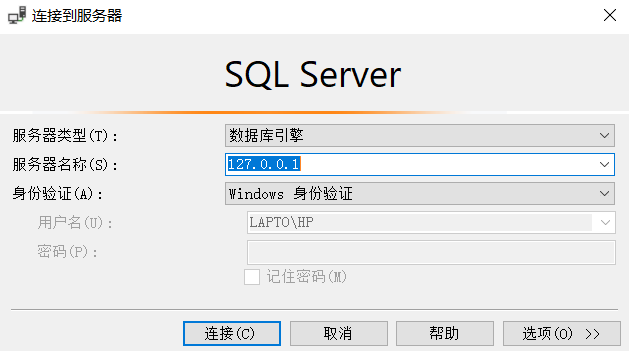 连接到服务器
SQL Server
服务器类型(T): 数据库引擎
服务器名称(S): 127.0.0.1
身份验证(A): Windows 身份验证
用户名(U): LAPTO\HP
密码(P):
记住密码(M)
连接(C) 取消 帮助 选项(O) >>